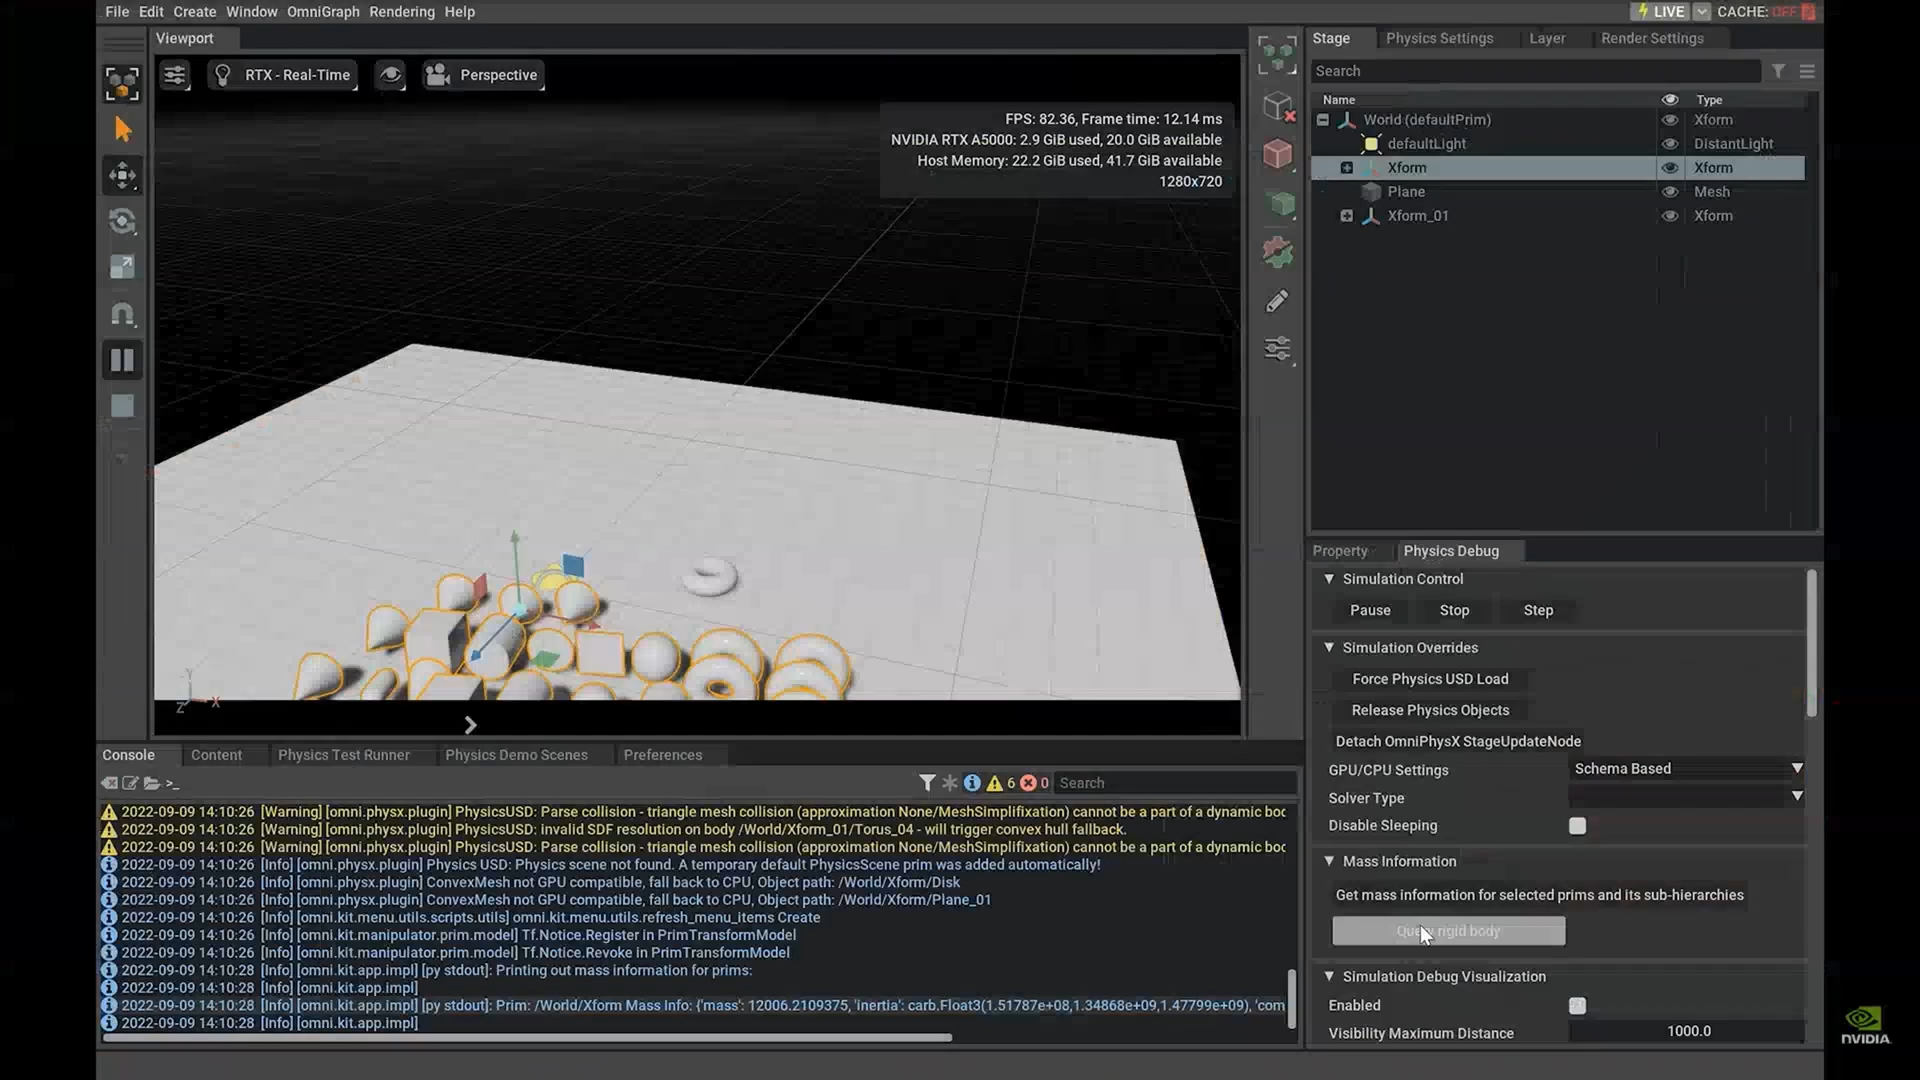 File Edit Create Window OmniGraph Rendering Help
LIVE CACHE: OFF
Viewport
RTX - Real-Time
Perspective
FPS: 82.36, Frame time: 12.14 ms
NVIDIA RTX A5000: 2.9 GiB used, 20.0 GiB available
Host Memory: 22.2 GiB used, 41.7 GiB available
1280x720
Y
Z X
Stage Physics Settings Layer Render Settings
Search
Name Type
World (defaultPrim) Xform
defaultLight DistantLight
Xform Xform
Plane Mesh
Xform_01 Xform
Property Physics Debug
Simulation Control
Pause Stop Step
Simulation Overrides
Force Physics USD Load
Release Physics Objects
Detach OmniPhysX StageUpdateNode
GPU/CPU Settings Schema Based
Solver Type
Disable Sleeping
Mass Information
Get mass information for selected prims and its sub-hierarchies
Query rigid body
Simulation Debug Visualization
Enabled
Visibility Maximum Distance 1000.0
Console Content Physics Test Runner Physics Demo Scenes Preferences
6 0 Search
2022-09-09 14:10:26 [Warning] [omni.physx.plugin] PhysicsUSD: Parse collision - triangle mesh collision (approximation None/MeshSimplifixation) cannot be a part of a dynamic boc
2022-09-09 14:10:26 [Warning] [omni.physx.plugin] PhysicsUSD: invalid SDF resolution on body /World/Xform_01/Torus_04 - will trigger convex hull fallback.
2022-09-09 14:10:26 [Warning] [omni.physx.plugin] PhysicsUSD: Parse collision - triangle mesh collision (approximation None/MeshSimplifixation) cannot be a part of a dynamic boc
2022-09-09 14:10:26 [Info] [omni.physx.plugin] Physics USD: Physics scene not found. A temporary default PhysicsScene prim was added automatically!
2022-09-09 14:10:26 [Info] [omni.physx.plugin] ConvexMesh not GPU compatible, fall back to CPU, Object path: /World/Xform/Disk
2022-09-09 14:10:26 [Info] [omni.physx.plugin] ConvexMesh not GPU compatible, fall back to CPU, Object path: /World/Xform/Plane_01
2022-09-09 14:10:26 [Info] [omni.kit.menu.utils.scripts.utils] omni.kit.menu.utils.refresh_menu_items Create
2022-09-09 14:10:26 [Info] [omni.kit.manipulator.prim.model] Tf.Notice.Register in PrimTransformModel
2022-09-09 14:10:26 [Info] [omni.kit.manipulator.prim.model] Tf.Notice.Revoke in PrimTransformModel
2022-09-09 14:10:28 [Info] [omni.kit.app.impl] [py stdout]: Printing out mass information for prims:
2022-09-09 14:10:28 [Info] [omni.kit.app.impl]
2022-09-09 14:10:28 [Info] [omni.kit.app.impl] [py stdout]: Prim: /World/Xform Mass Info: {'mass': 12006.2109375, 'inertia': carb.Float3(1.51787e+08,1.34868e+09,1.47799e+09), 'com
2022-09-09 14:10:28 [Info] [omni.kit.app.impl]
NVIDIA